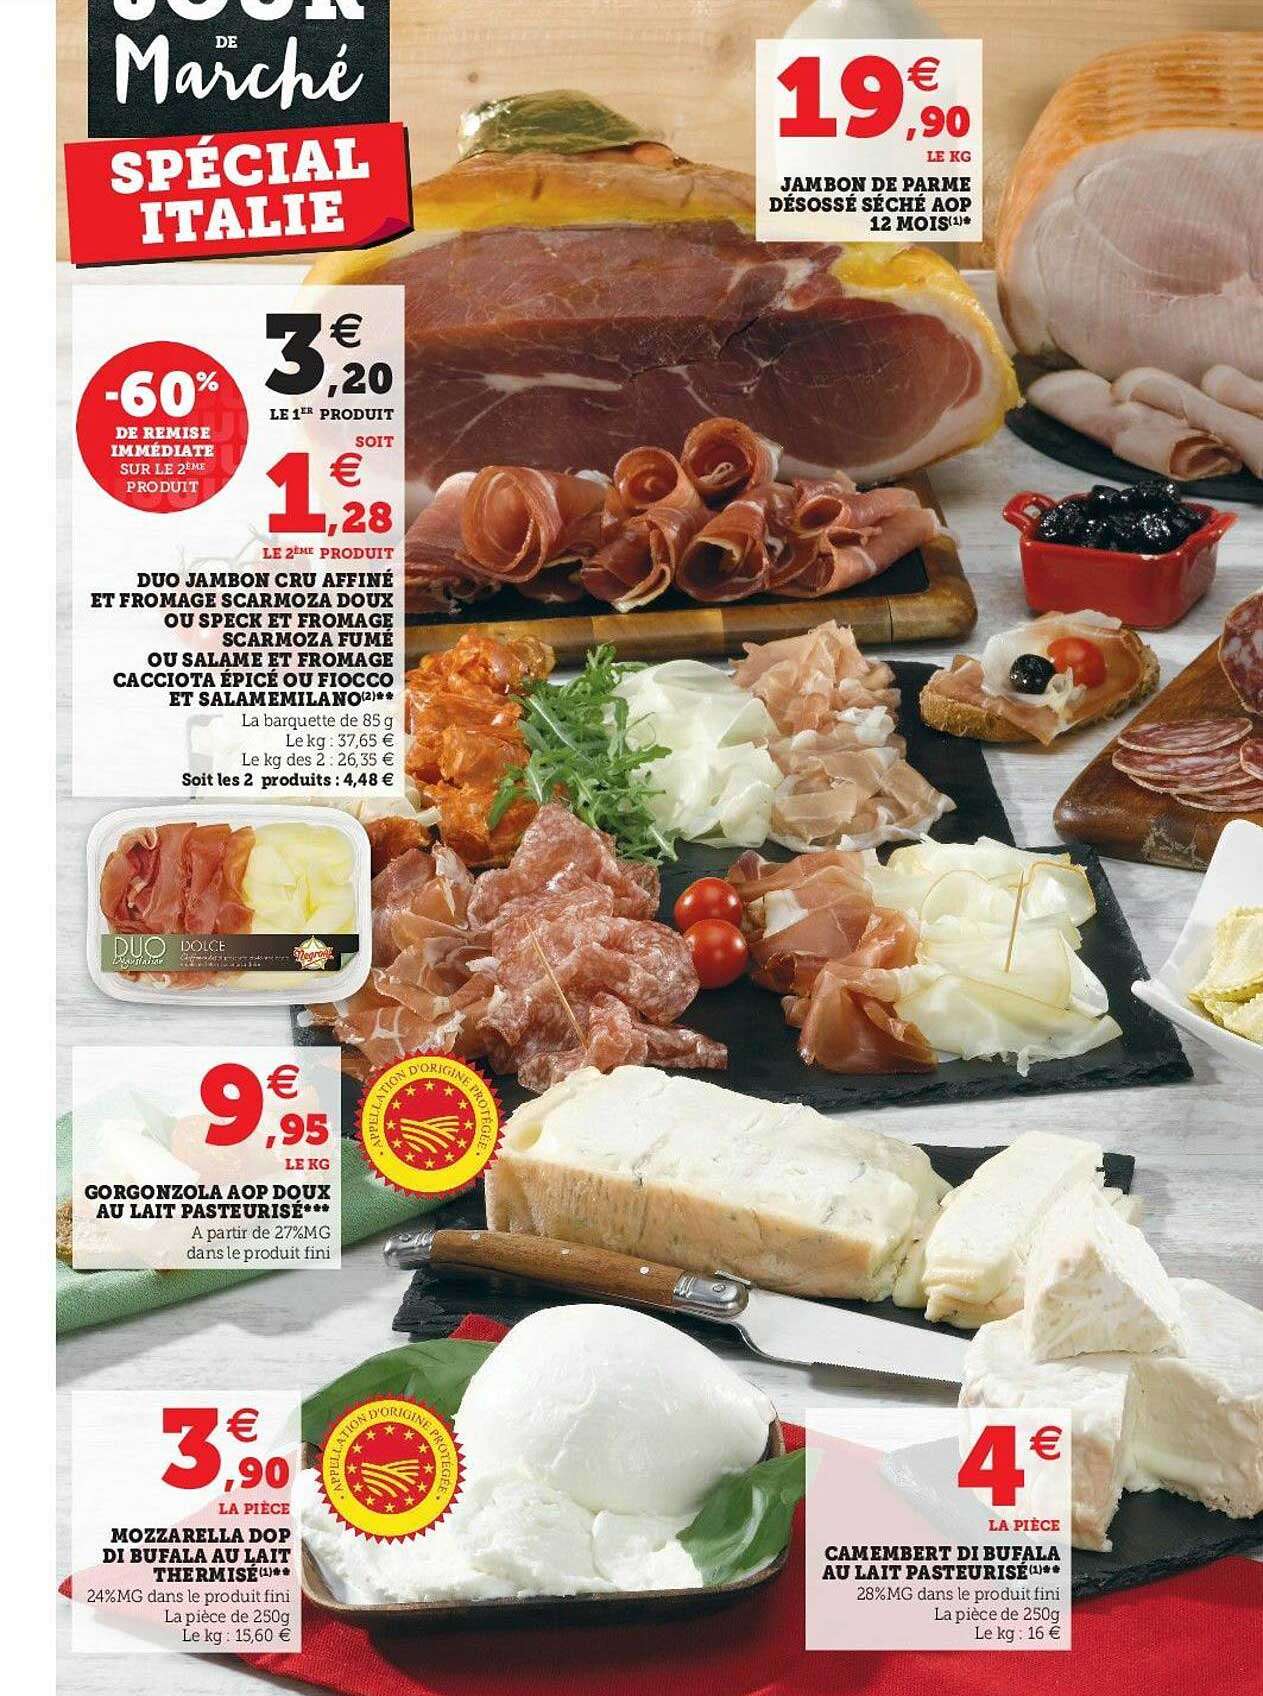 JOUR
DE
Marché
SPÉCIAL
ITALIE
19€,90
LE KG
JAMBON DE PARME
DÉSOSSÉ SÉCHÉ AOP
12 MOIS(1)*
-60%
DE REMISE
IMMÉDIATE
SUR LE 2ÈME
PRODUIT
3€,20
LE 1ER PRODUIT
SOIT
1€,28
LE 2ÈME PRODUIT
DUO JAMBON CRU AFFINÉ
ET FROMAGE SCARMOZA DOUX
OU SPECK ET FROMAGE
SCARMOZA FUMÉ
OU SALAME ET FROMAGE
CACCIOTA ÉPICÉ OU FIOCCO
ET SALAMEMILANO(2)**
La barquette de 85 g
Le kg : 37,65 €
Le kg des 2 : 26,35 €
Soit les 2 produits : 4,48 €
DUO
Dégustation
DOLCE
Negroni
9€,95
LE KG
GORGONZOLA AOP DOUX
AU LAIT PASTEURISÉ***
A partir de 27%MG
dans le produit fini
APPELLATION D'ORIGINE PROTÉGÉE
3€,90
LA PIÈCE
MOZZARELLA DOP
DI BUFALA AU LAIT
THERMISÉ(1)**
24%MG dans le produit fini
La pièce de 250g
Le kg : 15,60 €
APPELLATION D'ORIGINE PROTÉGÉE
4€
LA PIÈCE
CAMEMBERT DI BUFALA
AU LAIT PASTEURISÉ(1)**
28%MG dans le produit fini
La pièce de 250g
Le kg : 16 €